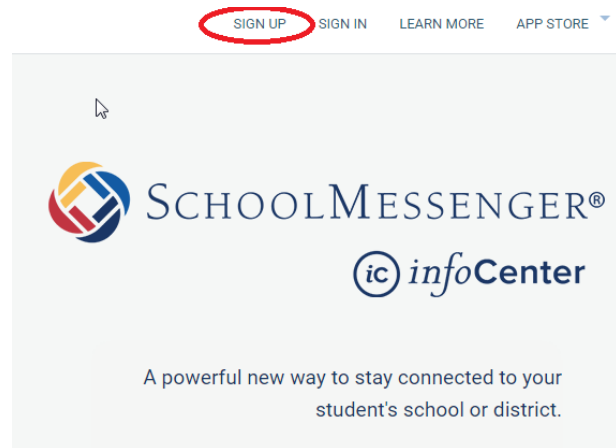 SIGN UP SIGN IN LEARN MORE APP STORE
SCHOOLMESSENGER®
ic infoCenter
A powerful new way to stay connected to your
student's school or district.